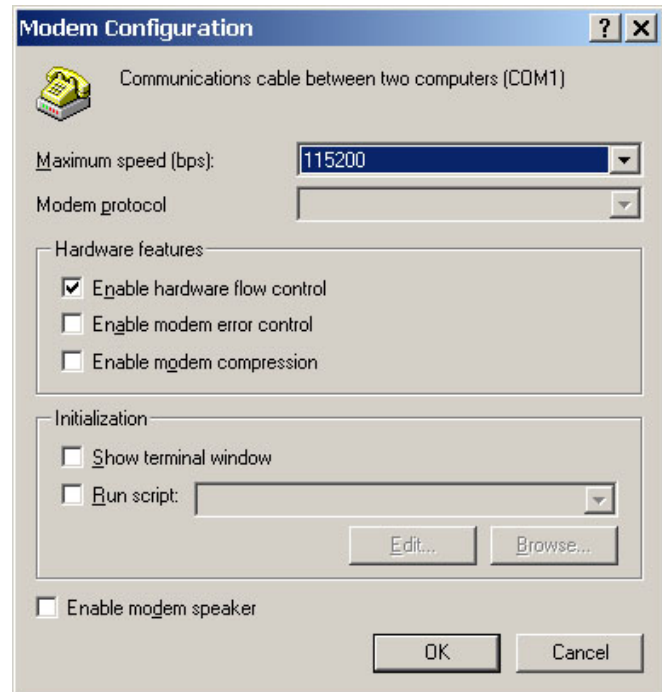 Modem Configuration
Communications cable between two computers (COM1)
Maximum speed (bps): 115200
Modem protocol
Hardware features
Enable hardware flow control
Enable modem error control
Enable modem compression
Initialization
Show terminal window
Run script:
Edit... Browse...
Enable modem speaker
OK Cancel